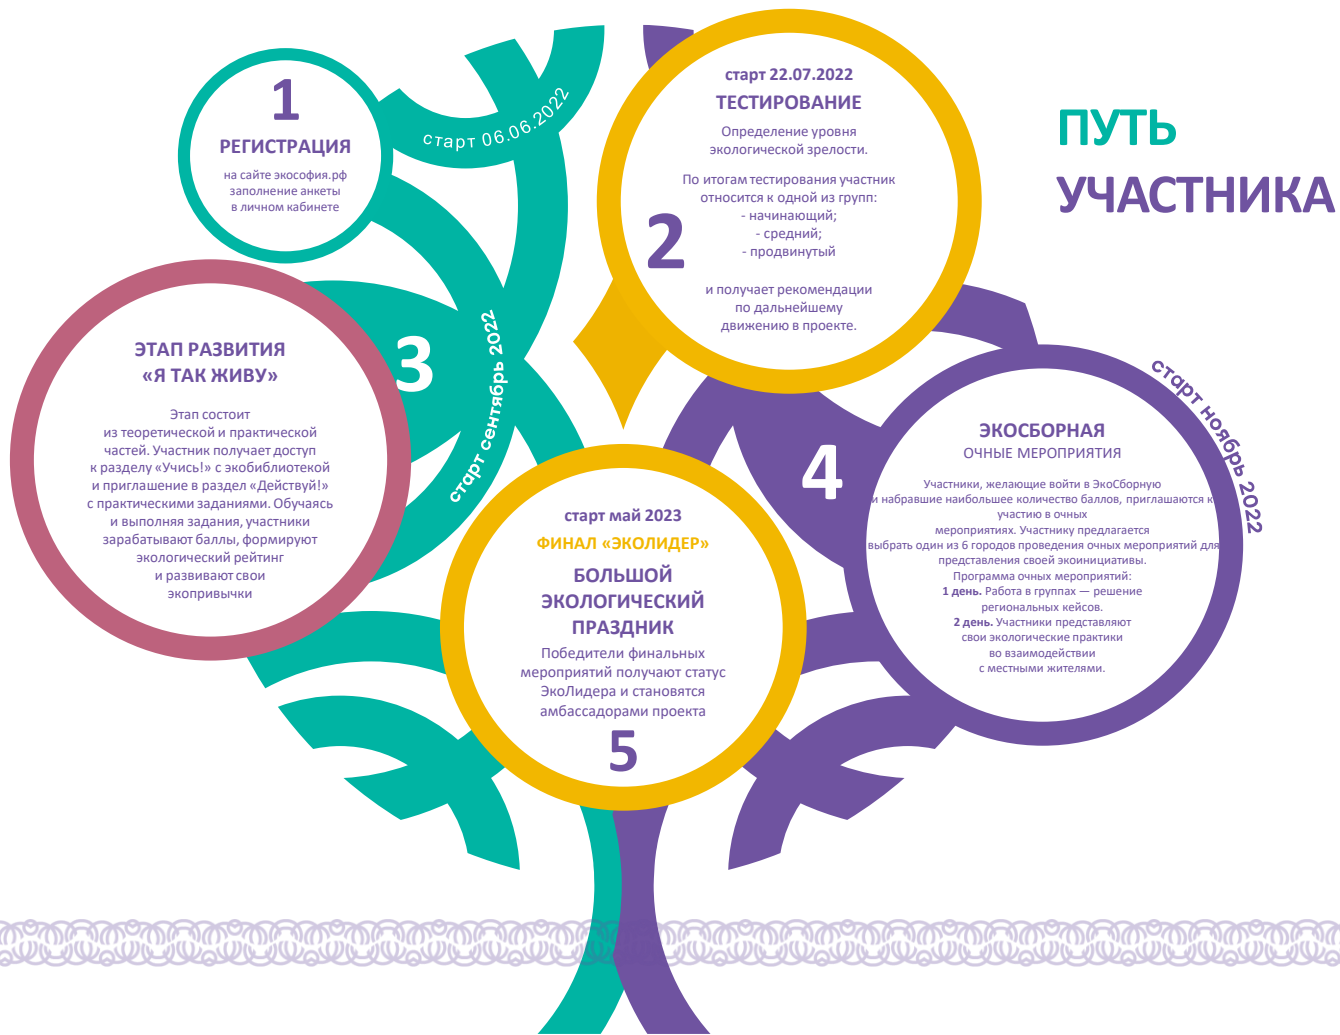 ПУТЬ
УЧАСТНИКА
1
РЕГИСТРАЦИЯ
на сайте экософия.рф
заполнение анкеты
в личном кабинете
старт 06.06.2022
старт 22.07.2022
ТЕСТИРОВАНИЕ
Определение уровня
экологической зрелости.
По итогам тестирования участник
относится к одной из групп:
- начинающий;
- средний;
- продвинутый
2
и получает рекомендации
по дальнейшему
движению в проекте.
3
старт сентябрь 2022
ЭТАП РАЗВИТИЯ
«Я ТАК ЖИВУ»
Этап состоит
из теоретической и практической
частей. Участник получает доступ
к разделу «Учись!» с экобиблиотекой
и приглашение в раздел «Действуй!»
с практическими заданиями. Обучаясь
и выполняя задания, участники
зарабатывают баллы, формируют
экологический рейтинг
и развивают свои
экопривычки
4
старт ноябрь 2022
ЭКОСБОРНАЯ
ОЧНЫЕ МЕРОПРИЯТИЯ
Участники, желающие войти в ЭкоСборную
и набравшие наибольшее количество баллов, приглашаются к
участию в очных
мероприятиях. Участнику предлагается
выбрать один из 6 городов проведения очных мероприятий для
представления своей экоинициативы.
Программа очных мероприятий:
1 день. Работа в группах — решение
региональных кейсов.
2 день. Участники представляют
свои экологические практики
во взаимодействии
с местными жителями.
старт май 2023
ФИНАЛ «ЭКОЛИДЕР»
БОЛЬШОЙ
ЭКОЛОГИЧЕСКИЙ
ПРАЗДНИК
Победители финальных
мероприятий получают статус
ЭкоЛидера и становятся
амбассадорами проекта
5